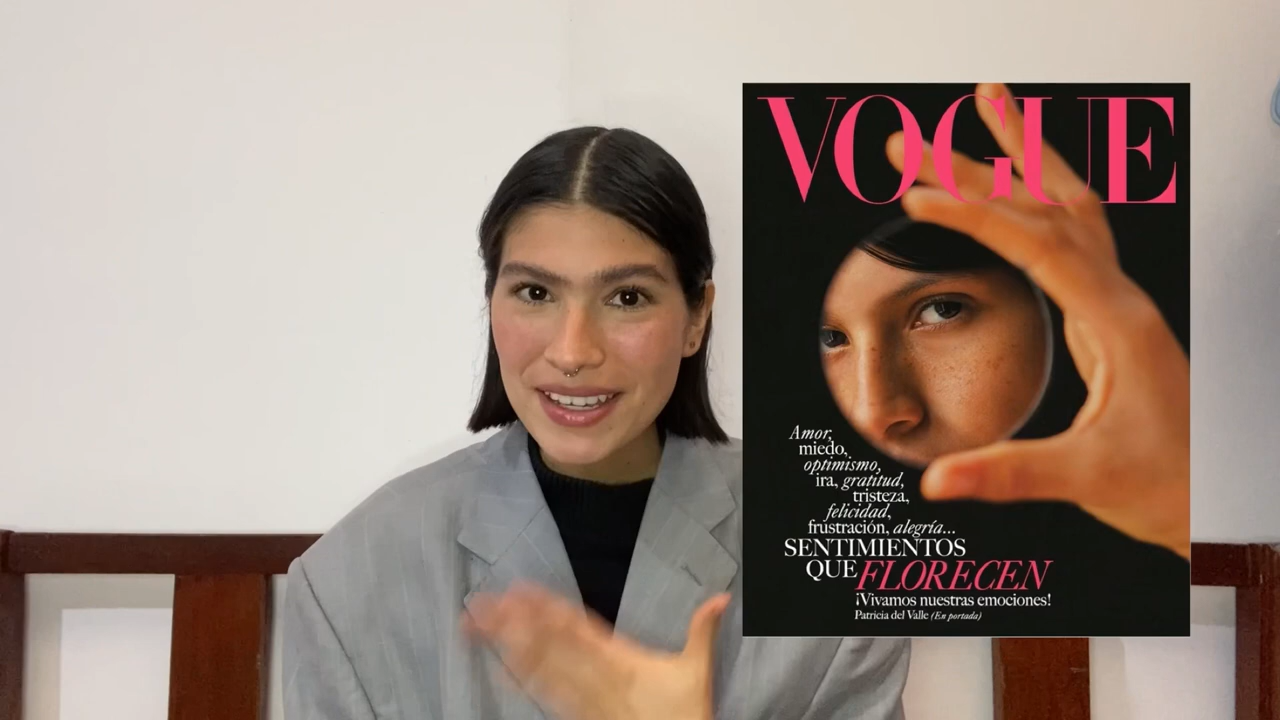 VOGUE
Amor,
miedo,
optimismo,
ira, gratitud,
tristeza,
felicidad,
frustración, alegría...
SENTIMIENTOS
QUE FLORECEN
¡Vivamos nuestras emociones!
Patricia del Valle (En portada)